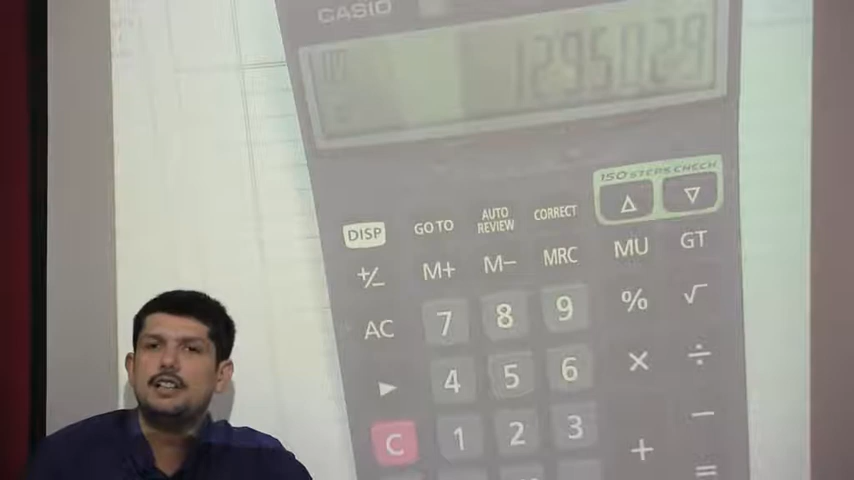 CASIO
1295029
150 STEPS CHECK
DISP GO TO AUTO REVIEW CORRECT
+/− M+ M− MRC MU GT
AC 7 8 9 % √
▶ 4 5 6 × ÷
C 1 2 3 + −
=